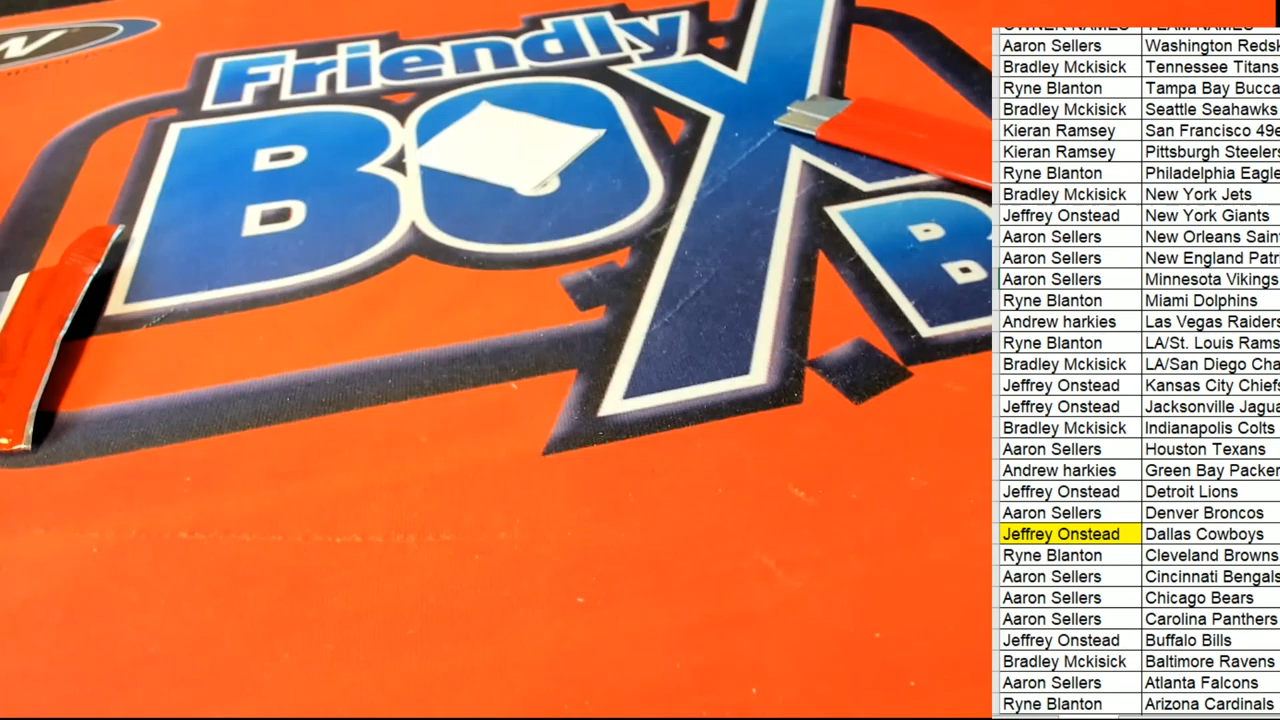 Friendly
BOX
B
OWNER NAMES TEAM NAMES
Aaron Sellers Washington Redsk
Bradley Mckisick Tennessee Titans
Ryne Blanton Tampa Bay Bucca
Bradley Mckisick Seattle Seahawks
Kieran Ramsey San Francisco 49e
Kieran Ramsey Pittsburgh Steelers
Ryne Blanton Philadelphia Eagle
Bradley Mckisick New York Jets
Jeffrey Onstead New York Giants
Aaron Sellers New Orleans Sain
Aaron Sellers New England Patri
Aaron Sellers Minnesota Vikings
Ryne Blanton Miami Dolphins
Andrew harkies Las Vegas Raiders
Ryne Blanton LA/St. Louis Rams
Bradley Mckisick LA/San Diego Cha
Jeffrey Onstead Kansas City Chiefs
Jeffrey Onstead Jacksonville Jagua
Bradley Mckisick Indianapolis Colts
Aaron Sellers Houston Texans
Andrew harkies Green Bay Packer
Jeffrey Onstead Detroit Lions
Aaron Sellers Denver Broncos
Jeffrey Onstead Dallas Cowboys
Ryne Blanton Cleveland Browns
Aaron Sellers Cincinnati Bengals
Aaron Sellers Chicago Bears
Aaron Sellers Carolina Panthers
Jeffrey Onstead Buffalo Bills
Bradley Mckisick Baltimore Ravens
Aaron Sellers Atlanta Falcons
Ryne Blanton Arizona Cardinals